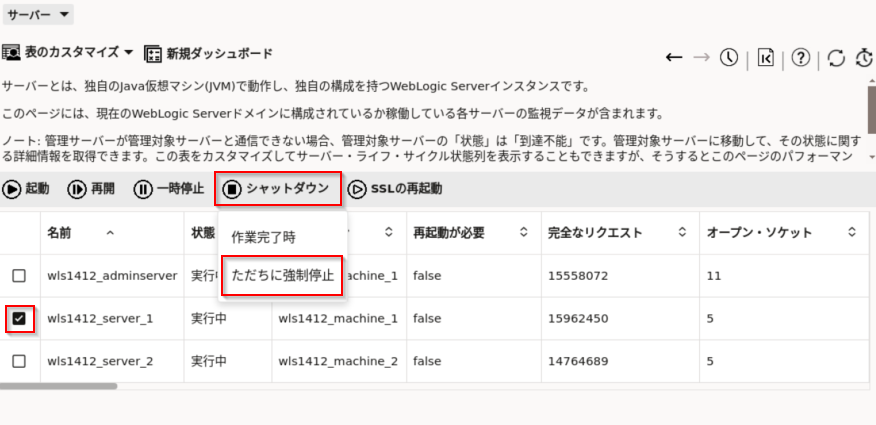 サーバー
表のカスタマイズ 新規ダッシュボード
サーバーとは、独自のJava仮想マシン(JVM)で動作し、独自の構成を持つWebLogic Serverインスタンスです。
このページには、現在のWebLogic Serverドメインに構成されているか稼働している各サーバーの監視データが含まれます。
ノート: 管理サーバーが管理対象サーバーと通信できない場合、管理対象サーバーの「状態」は「到達不能」です。管理対象サーバーに移動して、その状態に関す
る詳細情報を取得できます。この表をカスタマイズしてサーバー・ライフ・サイクル状態列を表示することもできますが、そうするとこのページのパフォーマン
起動 再開 一時停止 シャットダウン SSLの再起動
名前 状態 再起動が必要 完全なリクエスト オープン・ソケット
作業完了時
ただちに強制停止
wls1412_adminserver 実行中 achine_1 false 15558072 11
wls1412_server_1 実行中 wls1412_machine_1 false 15962450 5
wls1412_server_2 実行中 wls1412_machine_2 false 14764689 5